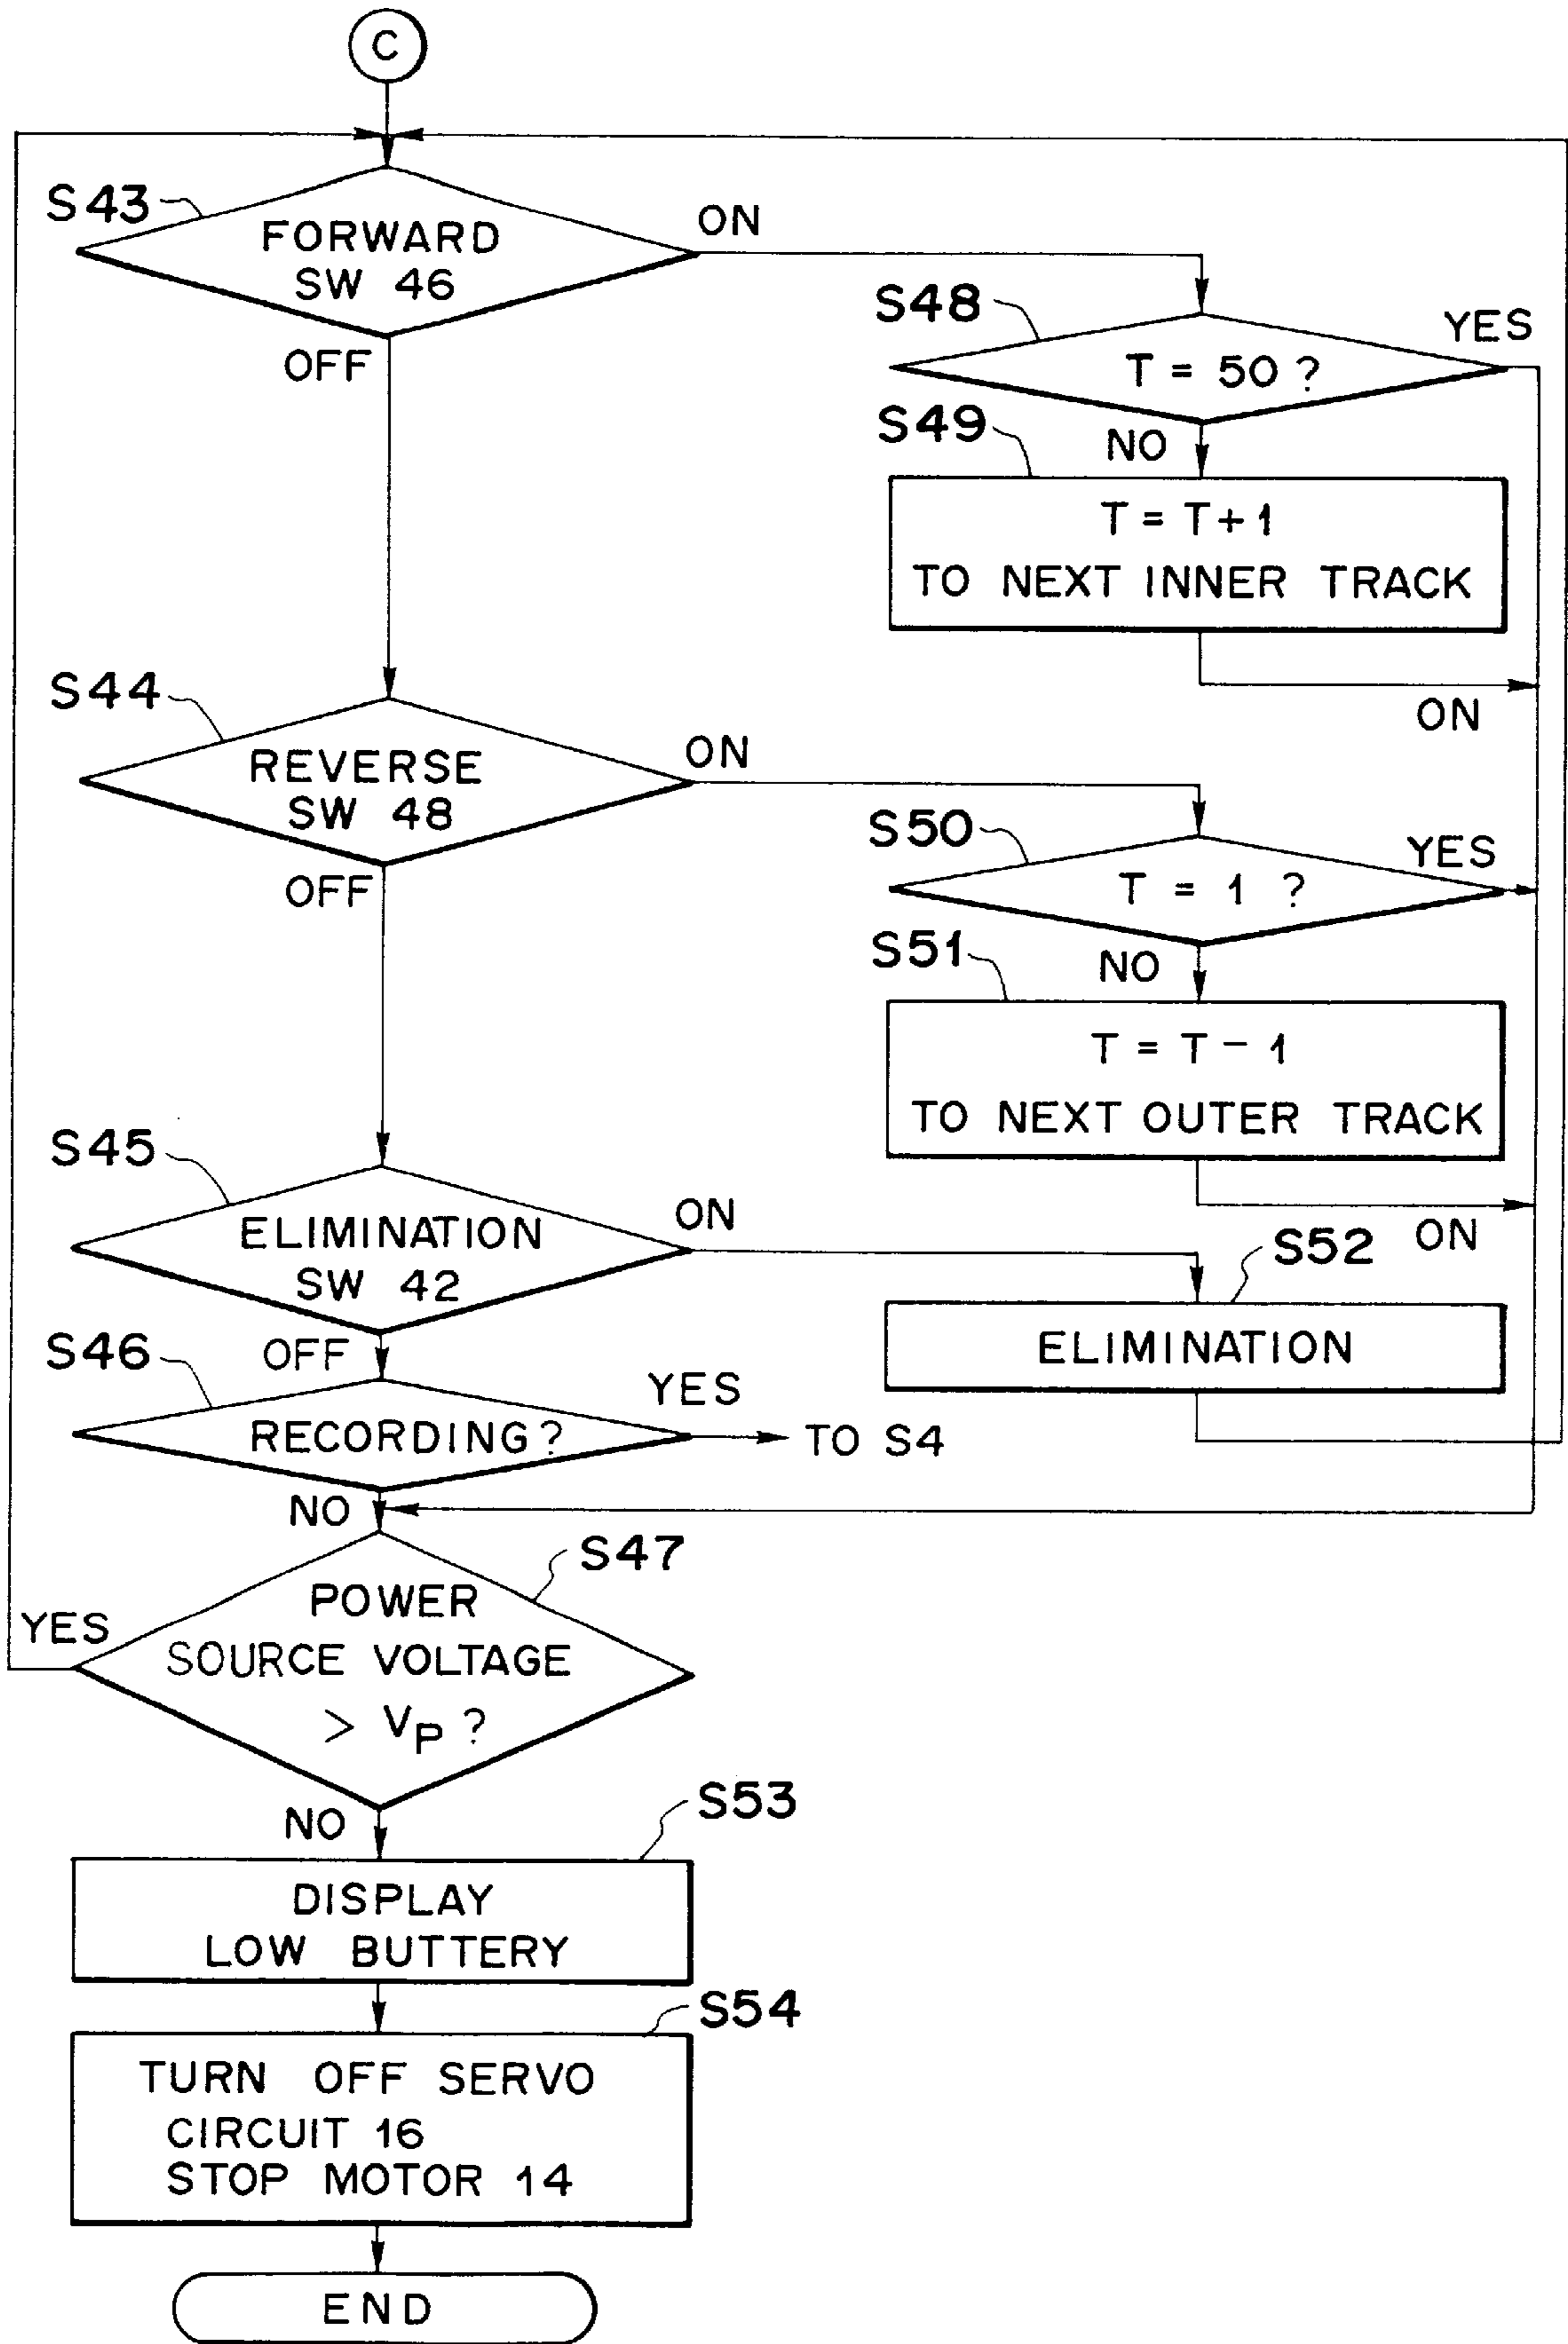 C
S43
FORWARD
SW 46
ON
OFF
S48
T = 50 ?
YES
NO
S49
T = T+1
TO NEXT INNER TRACK
ON
S44
REVERSE
SW 48
ON
OFF
S50
T = 1 ?
YES
NO
S51
T = T - 1
TO NEXT OUTER TRACK
ON
S45
ELIMINATION
SW 42
ON
OFF
S52
ELIMINATION
S46
RECORDING?
YES
TO S4
NO
S47
POWER
SOURCE VOLTAGE
> VP ?
YES
NO
S53
DISPLAY
LOW BUTTERY
S54
TURN OFF SERVO
CIRCUIT 16
STOP MOTOR 14
END